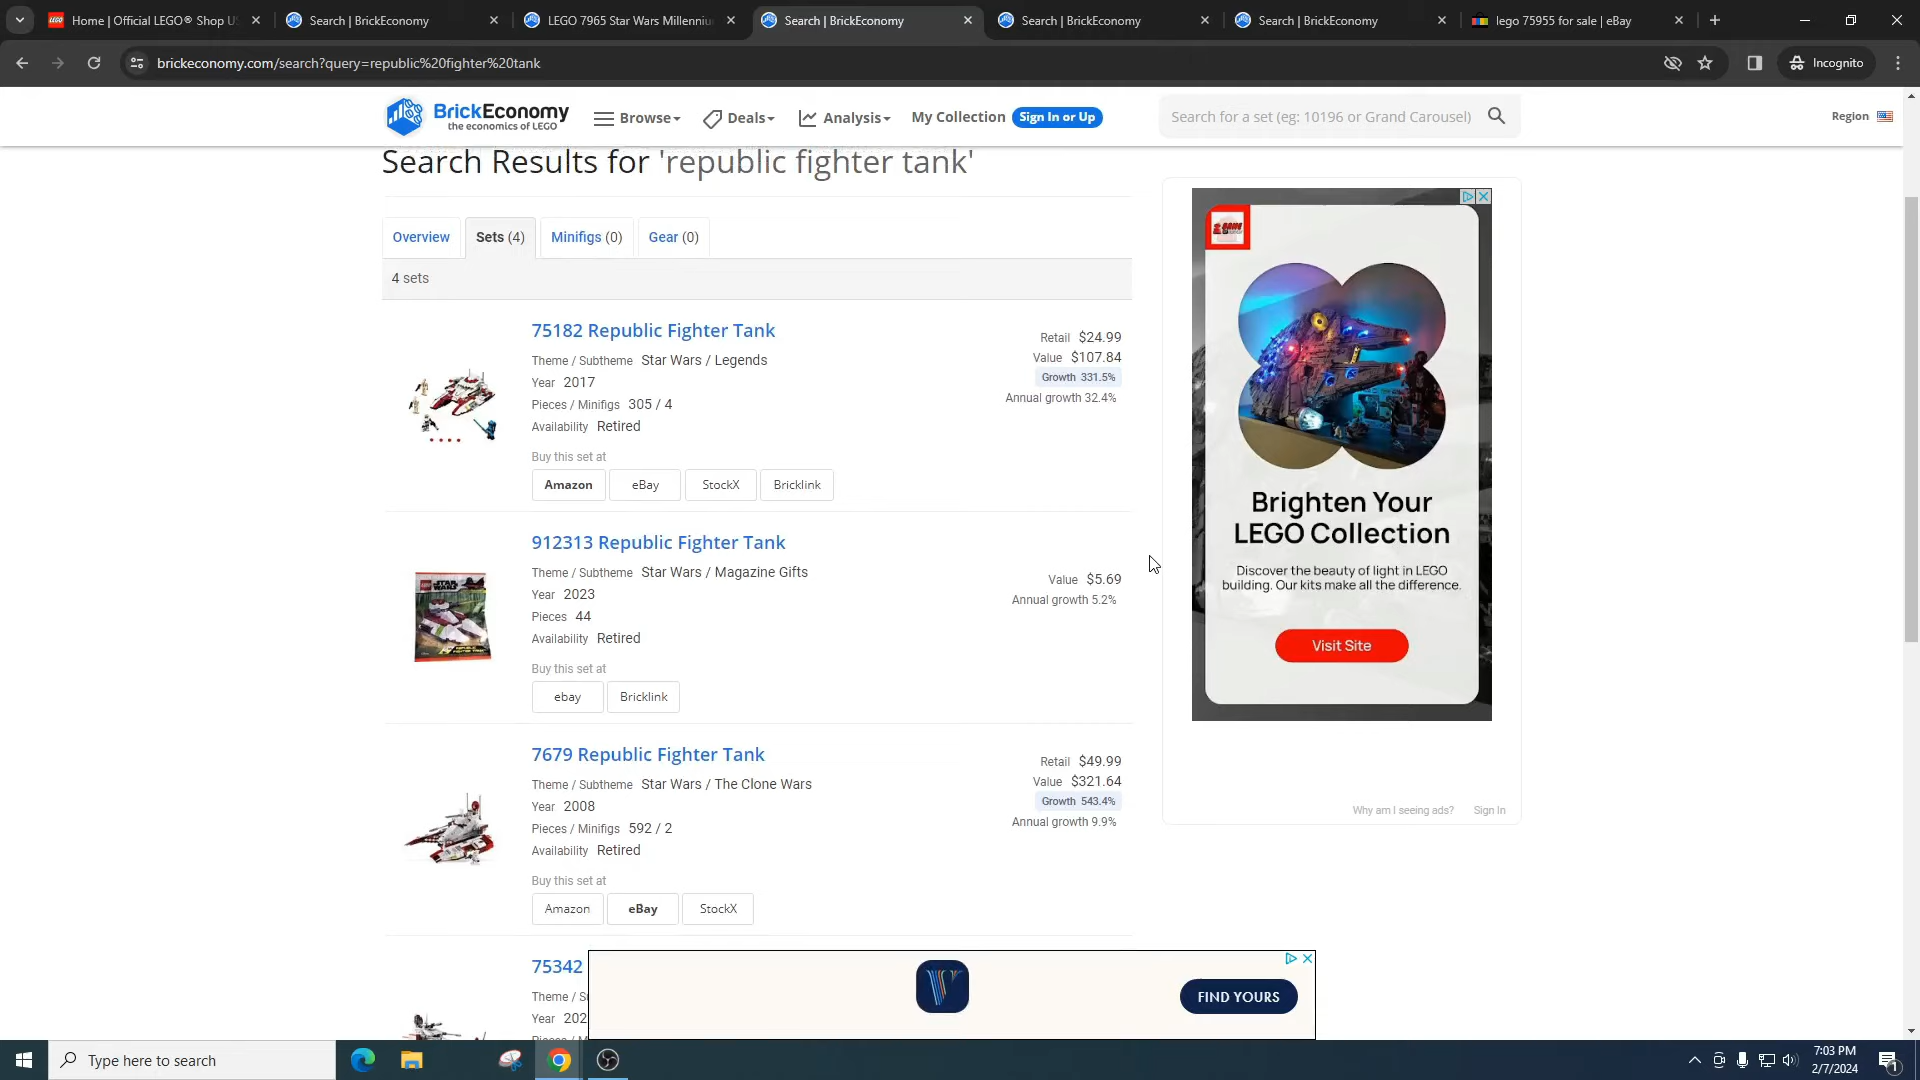 Home | Official LEGO® Shop US
Search | BrickEconomy
LEGO 7965 Star Wars Millenniu
Search | BrickEconomy
Search | BrickEconomy
Search | BrickEconomy
lego 75955 for sale | eBay
brickeconomy.com/search?query=republic%20fighter%20tank
Incognito
BrickEconomy
the economics of LEGO
Browse
Deals
Analysis
My Collection
Sign In or Up
Search for a set (eg: 10196 or Grand Carousel)
Region
Search Results for 'republic fighter tank'
Overview
Sets (4)
Minifigs (0)
Gear (0)
4 sets
75182 Republic Fighter Tank
Theme / Subtheme Star Wars / Legends
Year 2017
Pieces / Minifigs 305 / 4
Availability Retired
Buy this set at
Amazon
eBay
StockX
Bricklink
Retail $24.99
Value $107.84
Growth 331.5%
Annual growth 32.4%
912313 Republic Fighter Tank
Theme / Subtheme Star Wars / Magazine Gifts
Year 2023
Pieces 44
Availability Retired
Buy this set at
ebay
Bricklink
Value $5.69
Annual growth 5.2%
7679 Republic Fighter Tank
Theme / Subtheme Star Wars / The Clone Wars
Year 2008
Pieces / Minifigs 592 / 2
Availability Retired
Buy this set at
Amazon
eBay
StockX
Retail $49.99
Value $321.64
Growth 543.4%
Annual growth 9.9%
75342
Theme / Su
Year 202
Brighten Your
LEGO Collection
Discover the beauty of light in LEGO
building. Our kits make all the difference.
Visit Site
Why am I seeing ads?
Sign In
FIND YOURS
Type here to search
7:03 PM
2/7/2024
1